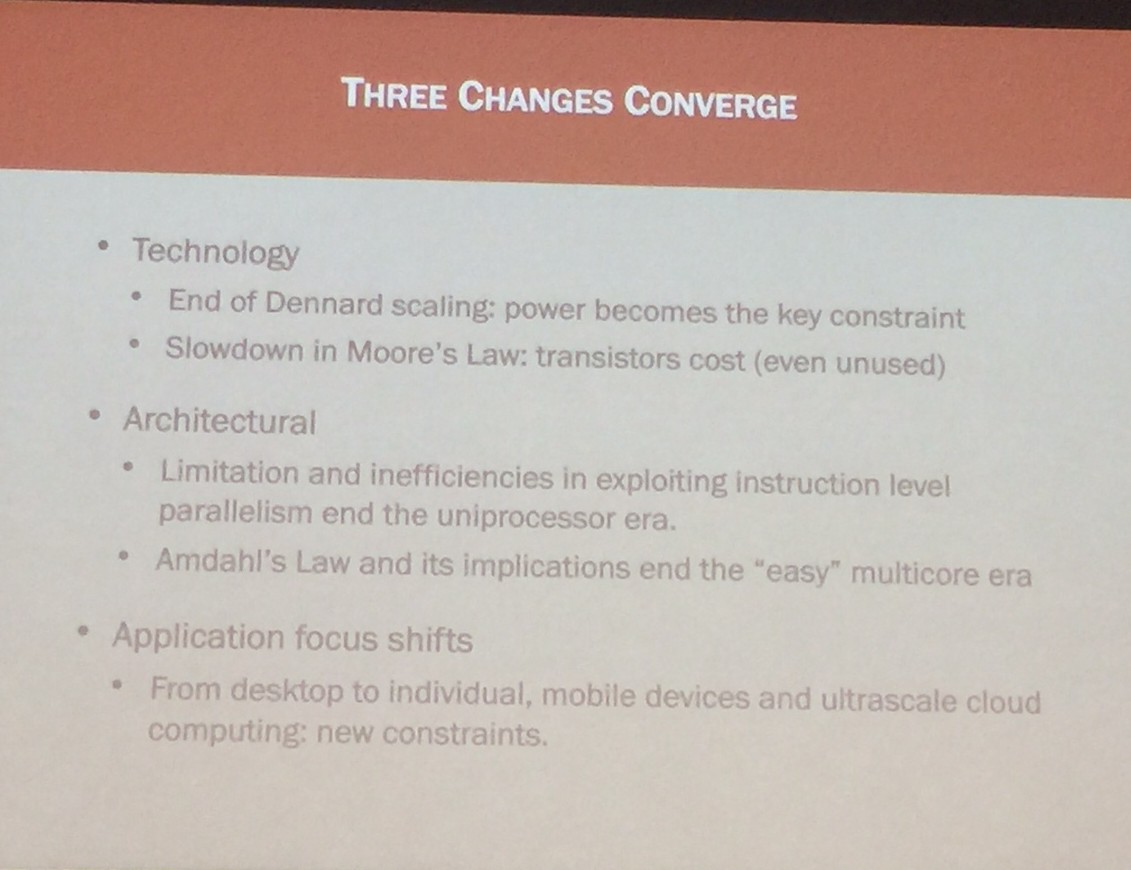 THREE CHANGES CONVERGE
• Technology
• End of Dennard scaling: power becomes the key constraint
• Slowdown in Moore's Law: transistors cost (even unused)
• Architectural
• Limitation and inefficiencies in exploiting instruction level
parallelism end the uniprocessor era.
• Amdahl's Law and its implications end the “easy” multicore era
• Application focus shifts
• From desktop to individual, mobile devices and ultrascale cloud
computing: new constraints.